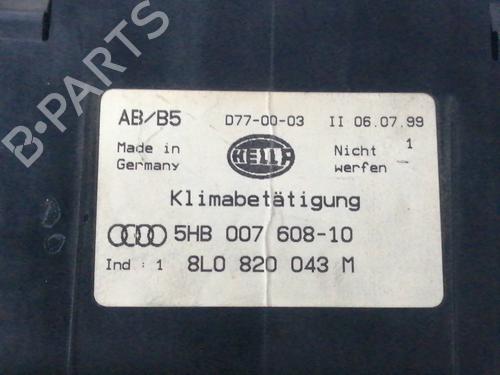 AB/B5 D77-00-03 II 06.07.99
Made in Germany
HELLA
Nicht 1
werfen
Klimabetätigung
5HB 007 608-10
Ind : 1 8L0 820 043 M
B-PARTS